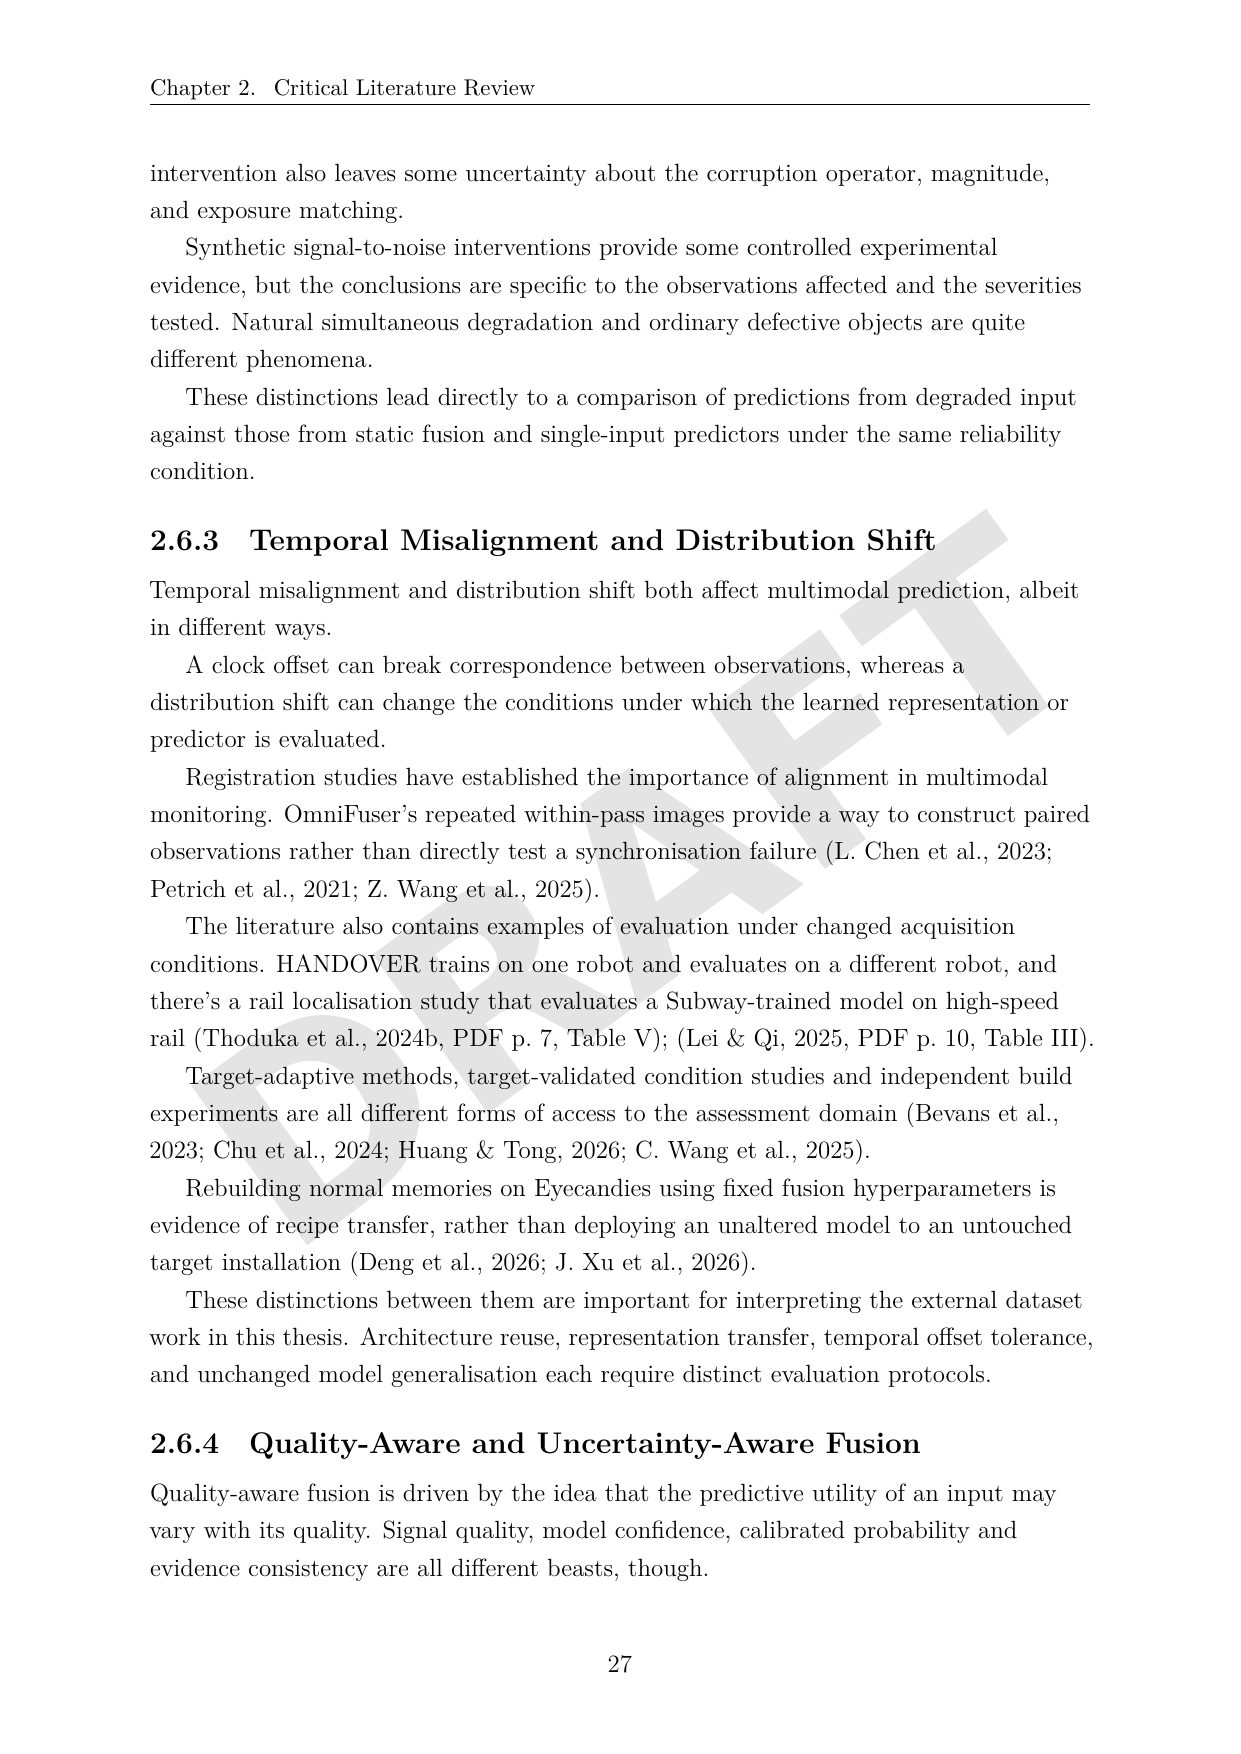 Chapter 2. Critical Literature Review
intervention also leaves some uncertainty about the corruption operator, magnitude,
and exposure matching.
Synthetic signal-to-noise interventions provide some controlled experimental
evidence, but the conclusions are specific to the observations affected and the severities
tested. Natural simultaneous degradation and ordinary defective objects are quite
different phenomena.
These distinctions lead directly to a comparison of predictions from degraded input
against those from static fusion and single-input predictors under the same reliability
condition.
2.6.3 Temporal Misalignment and Distribution Shift
Temporal misalignment and distribution shift both affect multimodal prediction, albeit
in different ways.
A clock offset can break correspondence between observations, whereas a
distribution shift can change the conditions under which the learned representation or
predictor is evaluated.
Registration studies have established the importance of alignment in multimodal
monitoring. OmniFuser's repeated within-pass images provide a way to construct paired
observations rather than directly test a synchronisation failure (L. Chen et al., 2023;
Petrich et al., 2021; Z. Wang et al., 2025).
The literature also contains examples of evaluation under changed acquisition
conditions. HANDOVER trains on one robot and evaluates on a different robot, and
there's a rail localisation study that evaluates a Subway-trained model on high-speed
rail (Thoduka et al., 2024b, PDF p. 7, Table V); (Lei & Qi, 2025, PDF p. 10, Table III).
Target-adaptive methods, target-validated condition studies and independent build
experiments are all different forms of access to the assessment domain (Bevans et al.,
2023; Chu et al., 2024; Huang & Tong, 2026; C. Wang et al., 2025).
Rebuilding normal memories on Eyecandies using fixed fusion hyperparameters is
evidence of recipe transfer, rather than deploying an unaltered model to an untouched
target installation (Deng et al., 2026; J. Xu et al., 2026).
These distinctions between them are important for interpreting the external dataset
work in this thesis. Architecture reuse, representation transfer, temporal offset tolerance,
and unchanged model generalisation each require distinct evaluation protocols.
2.6.4 Quality-Aware and Uncertainty-Aware Fusion
Quality-aware fusion is driven by the idea that the predictive utility of an input may
vary with its quality. Signal quality, model confidence, calibrated probability and
evidence consistency are all different beasts, though.
27
DRAFT